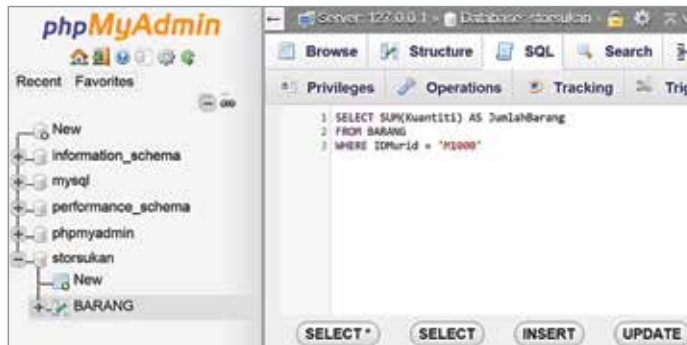 phpMyAdmin
Recent Favorites
New
information_schema
mysql
performance_schema
phpmyadmin
storsukan
New
BARANG
Server: 127.0.0.1 » Database: storsukan »
Browse Structure SQL Search
Privileges Operations Tracking Trig
1 SELECT SUM(Kuantiti) AS JumlahBarang
2 FROM BARANG
3 WHERE IDMurid = "M1000"
SELECT * SELECT INSERT UPDATE